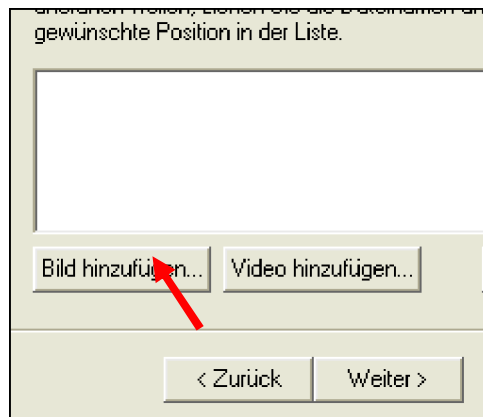 gewünschte Position in der Liste.
Bild hinzufügen... Video hinzufügen...
< Zurück Weiter >